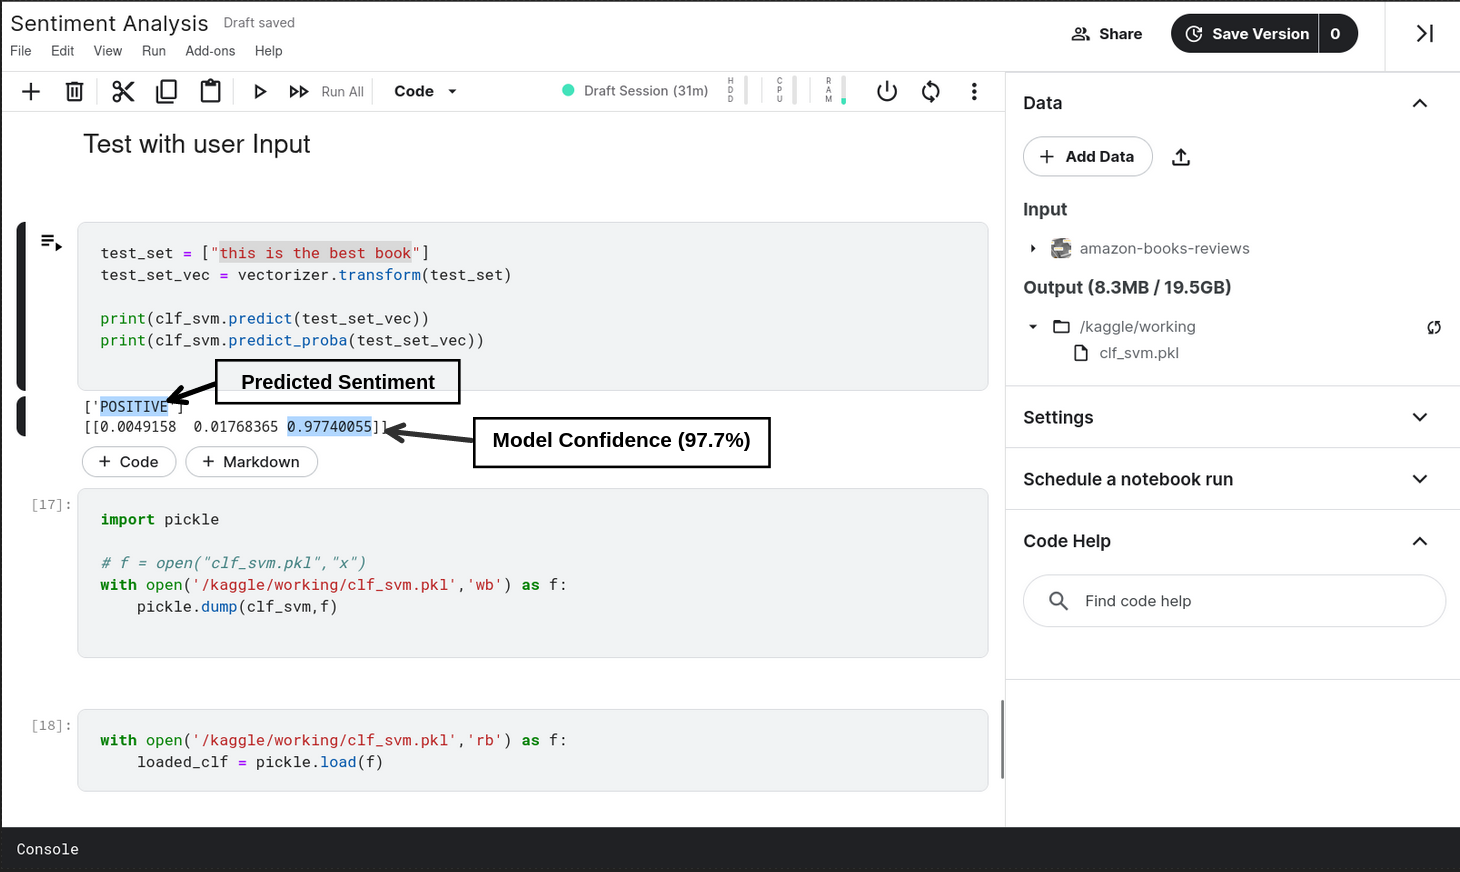 Sentiment Analysis Draft saved
File Edit View Run Add-ons Help
Share
Save Version 0
Run All
Code
Draft Session (31m)
HDD
CPU
RAM
Test with user Input
test_set = ["this is the best book"]
test_set_vec = vectorizer.transform(test_set)
print(clf_svm.predict(test_set_vec))
print(clf_svm.predict_proba(test_set_vec))
Predicted Sentiment
['POSITIVE']
[[0.0049158  0.01768365 0.97740055]]
Model Confidence (97.7%)
+ Code
+ Markdown
[17]:
import pickle
# f = open("clf_svm.pkl","x")
with open('/kaggle/working/clf_svm.pkl','wb') as f:
    pickle.dump(clf_svm,f)
[18]:
with open('/kaggle/working/clf_svm.pkl','rb') as f:
    loaded_clf = pickle.load(f)
Console
Data
+ Add Data
Input
amazon-books-reviews
Output (8.3MB / 19.5GB)
/kaggle/working
clf_svm.pkl
Settings
Schedule a notebook run
Code Help
Find code help